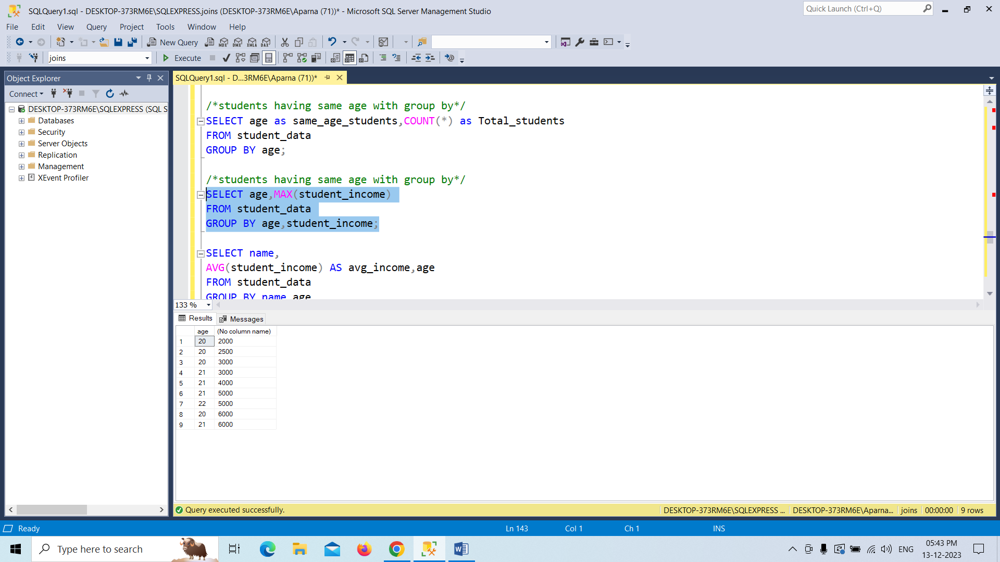 SQLQuery1.sql - DESKTOP-373RM6E\SQLEXPRESS.joins (DESKTOP-373RM6E\Aparna (71))* - Microsoft SQL Server Management Studio
Quick Launch (Ctrl+Q)
File Edit View Query Project Tools Window Help
New Query MDX DMX XMLA DAX
joins Execute
Object Explorer
SQLQuery1.sql - D...3RM6E\Aparna (71))*
Connect
DESKTOP-373RM6E\SQLEXPRESS (SQL S
Databases
Security
Server Objects
Replication
Management
XEvent Profiler
/*students having same age with group by*/
SELECT age as same_age_students,COUNT(*) as Total_students
FROM student_data
GROUP BY age;
/*students having same age with group by*/
SELECT age,MAX(student_income)
FROM student_data
GROUP BY age,student_income;
SELECT name,
AVG(student_income) AS avg_income,age
FROM student_data
GROUP BY name age
133 %
Results Messages
age (No column name)
1 20 2000
2 20 2500
3 20 3000
4 21 3000
5 21 4000
6 21 5000
7 22 5000
8 20 6000
9 21 6000
Query executed successfully.
DESKTOP-373RM6E\SQLEXPRESS ... DESKTOP-373RM6E\Aparna... joins 00:00:00 9 rows
Ready Ln 143 Col 1 Ch 1 INS
Type here to search
ENG
05:43 PM
13-12-2023